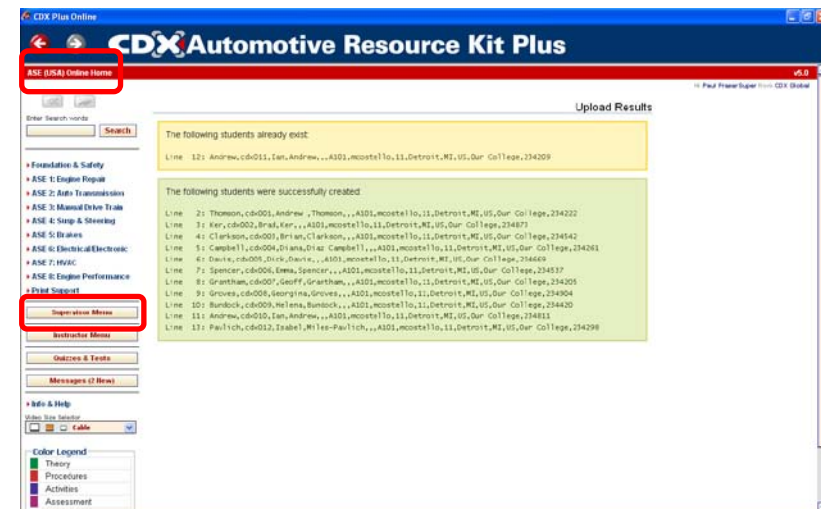 CDX Plus Online
CDX Automotive Resource Kit Plus
ASE (USA) Online Home
v5.0
Hi Paul FraserSuper from CDX Global
Upload Results
Enter Search words
Search
Foundation & Safety
ASE 1: Engine Repair
ASE 2: Auto Transmission
ASE 3: Manual Drive Train
ASE 4: Susp & Steering
ASE 5: Brakes
ASE 6: Electrical/Electronic
ASE 7: HVAC
ASE 8: Engine Performance
Print Support
Supervisor Menu
Instructor Menu
Quizzes & Tests
Messages (2 New)
Info & Help
Video Size Selector
Cable
Color Legend
Theory
Procedures
Activities
Assessment
The following students already exist:
Line 12: Andrew,cdx011,Ian,Andrew,,,A101,mcostello,11,Detroit,MI,US,Our College,234209
The following students were successfully created:
Line 2: Thomson,cdx001,Andrew ,Thomson,,,A101,mcostello,11,Detroit,MI,US,Our College,234222
Line 3: Ker,cdx002,Brad,Ker,,,A101,mcostello,11,Detroit,MI,US,Our College,234873
Line 4: Clarkson,cdx003,Brian,Clarkson,,,A101,mcostello,11,Detroit,MI,US,Our College,234542
Line 5: Campbell,cdx004,Diana,Diaz Campbell,,,A101,mcostello,11,Detroit,MI,US,Our College,234261
Line 6: Davis,cdx005,Dick,Davis,,,A101,mcostello,11,Detroit,MI,US,Our College,234669
Line 7: Spencer,cdx006,Emma,Spencer,,,A101,mcostello,11,Detroit,MI,US,Our College,234537
Line 8: Grantham,cdx007,Geoff,Grantham,,,A101,mcostello,11,Detroit,MI,US,Our College,234205
Line 9: Groves,cdx008,Georgina,Groves,,,A101,mcostello,11,Detroit,MI,US,Our College,234904
Line 10: Burdock,cdx009,Helena,Burdock,,,A101,mcostello,11,Detroit,MI,US,Our College,234420
Line 11: Andrew,cdx010,Ian,Andrew,,,A101,mcostello,11,Detroit,MI,US,Our College,234811
Line 13: Pavlich,cdx012,Isabel,Miles-Pavlich,,,A101,mcostello,11,Detroit,MI,US,Our College,234298